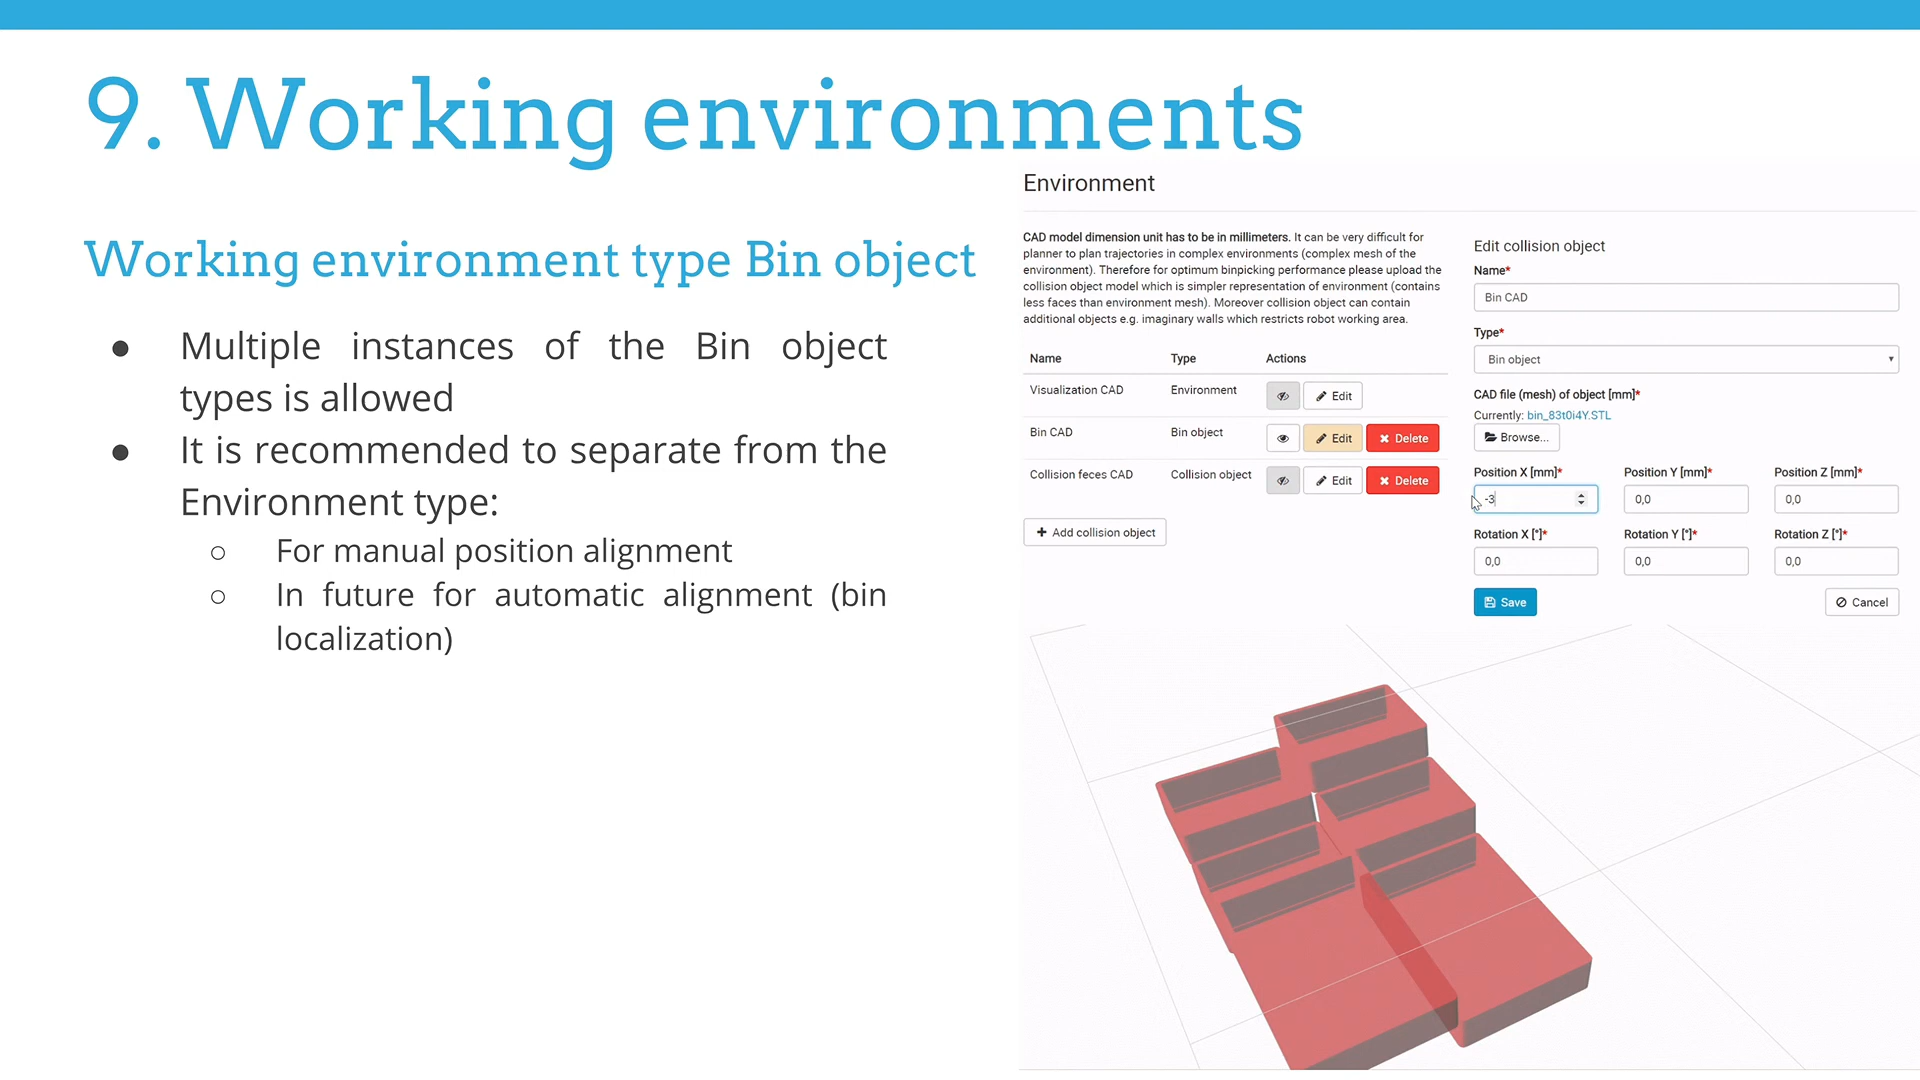 9. Working environments
Working environment type Bin object
● Multiple instances of the Bin object
types is allowed
● It is recommended to separate from the
Environment type:
○ For manual position alignment
○ In future for automatic alignment (bin
localization)
Environment
CAD model dimension unit has to be in millimeters. It can be very difficult for
planner to plan trajectories in complex environments (complex mesh of the
environment). Therefore for optimum binpicking performance please upload the
collision object model which is simpler representation of environment (contains
less faces than environment mesh). Moreover collision object can contain
additional objects e.g. imaginary walls which restricts robot working area.
Name Type Actions
Visualization CAD Environment Edit
Bin CAD Bin object Edit Delete
Collision feces CAD Collision object Edit Delete
+ Add collision object
Edit collision object
Name*
Bin CAD
Type*
Bin object
CAD file (mesh) of object [mm]*
Currently: bin_83t0i4Y.STL
Browse...
Position X [mm]* Position Y [mm]* Position Z [mm]*
-3 0,0 0,0
Rotation X [°]* Rotation Y [°]* Rotation Z [°]*
0,0 0,0 0,0
Save Cancel